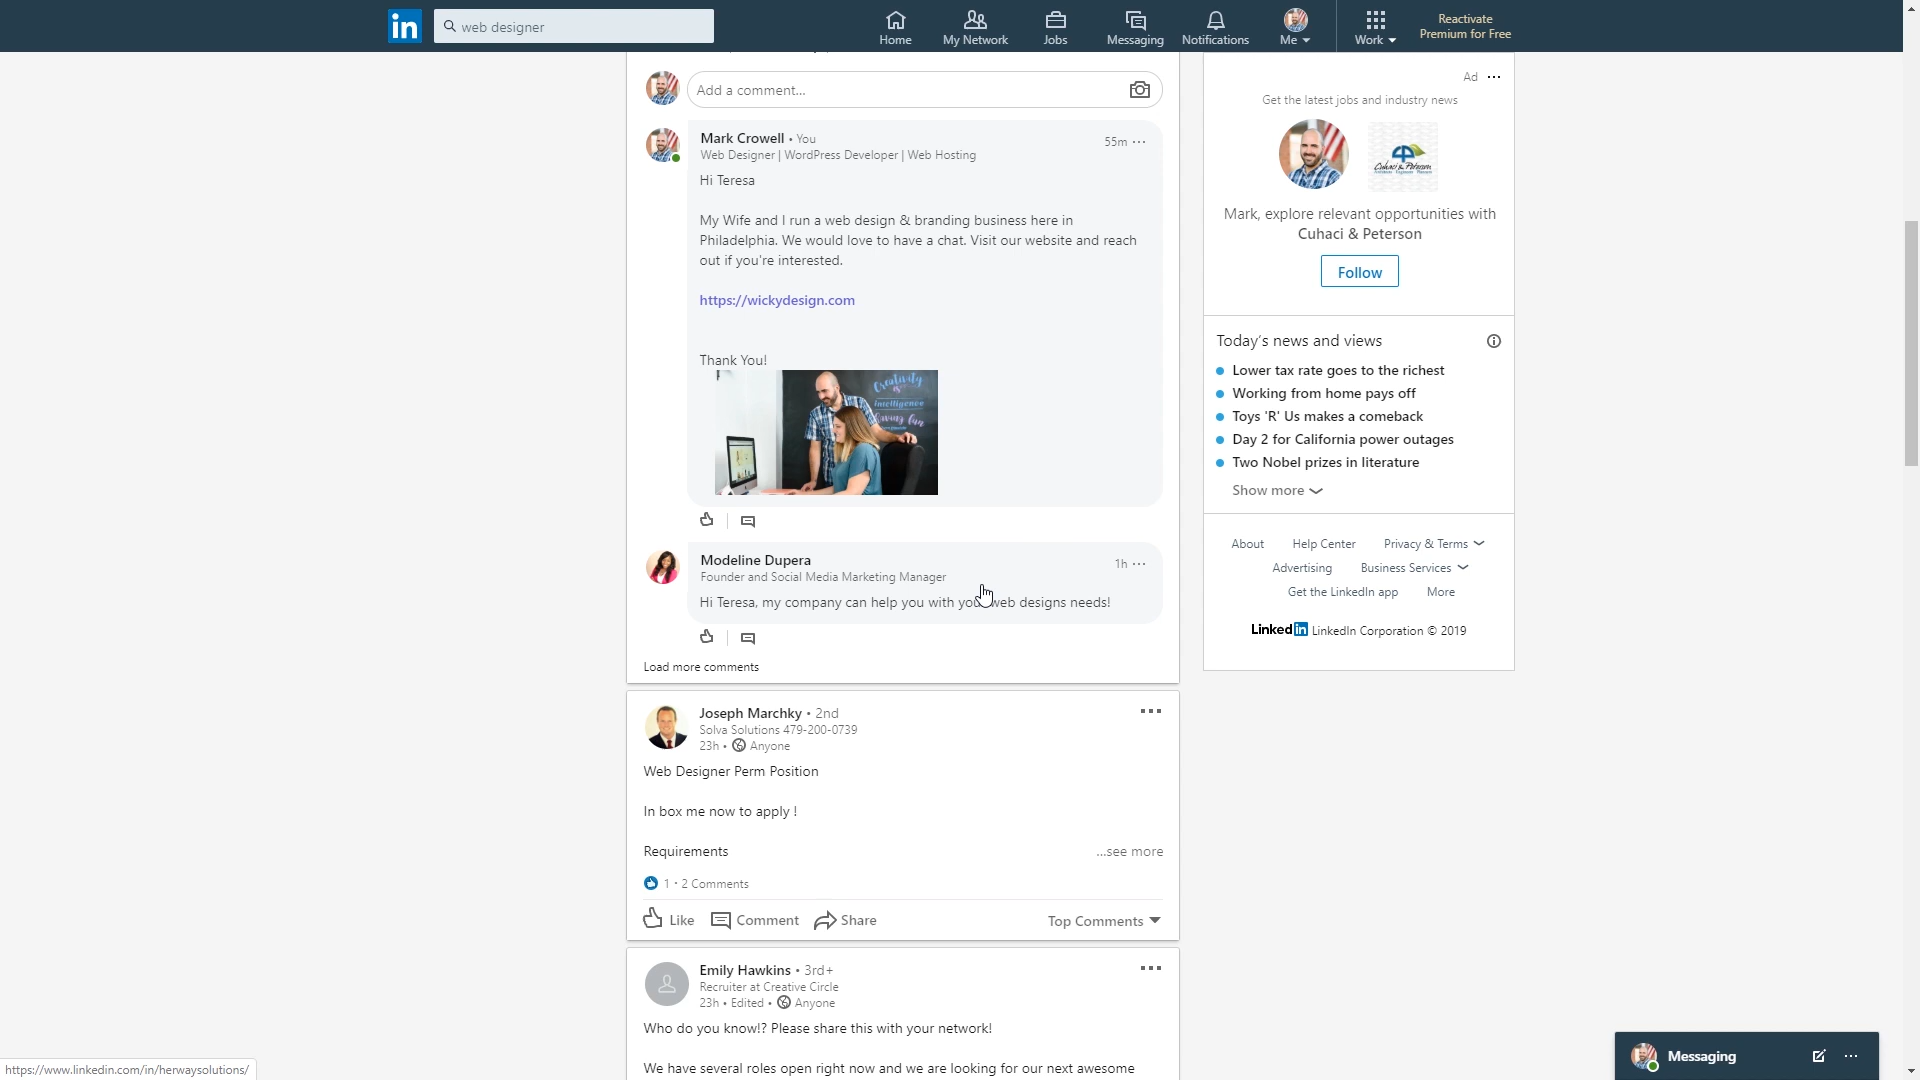 in
web designer
Home
My Network
Jobs
Messaging
Notifications
Me
Work
Reactivate
Premium for Free
Add a comment...
Mark Crowell • You
55m
Web Designer | WordPress Developer | Web Hosting
Hi Teresa
My Wife and I run a web design & branding business here in
Philadelphia. We would love to have a chat. Visit our website and reach
out if you're interested.
https://wickydesign.com
Thank You!
Creativity
is
intelligence
having fun
Modeline Dupera
1h
Founder and Social Media Marketing Manager
Hi Teresa, my company can help you with your web designs needs!
Load more comments
Joseph Marchky • 2nd
Solva Solutions 479-200-0739
23h • Anyone
Web Designer Perm Position
In box me now to apply !
Requirements
...see more
1 · 2 Comments
Like
Comment
Share
Top Comments
Emily Hawkins • 3rd+
Recruiter at Creative Circle
23h • Edited • Anyone
Who do you know!? Please share this with your network!
We have several roles open right now and we are looking for our next awesome
Ad
Get the latest jobs and industry news
Cuhaci & Peterson
Mark, explore relevant opportunities with
Cuhaci & Peterson
Follow
Today's news and views
Lower tax rate goes to the richest
Working from home pays off
Toys 'R' Us makes a comeback
Day 2 for California power outages
Two Nobel prizes in literature
Show more
About
Help Center
Privacy & Terms
Advertising
Business Services
Get the LinkedIn app
More
Linked in LinkedIn Corporation © 2019
Messaging
https://www.linkedin.com/in/herwaysolutions/